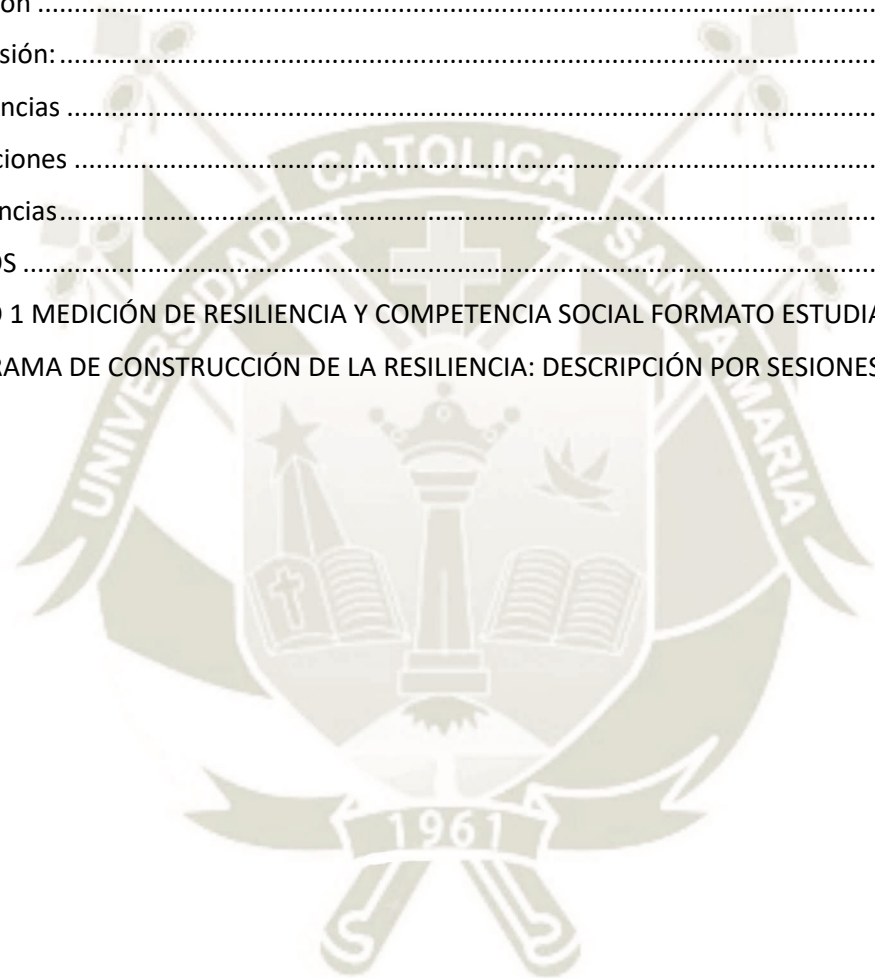 ón ..........................................................................................................
sión: ......................................................................................................
ncias ......................................................................................................
ciones .....................................................................................................
ncias.......................................................................................................
OS .........................................................................................................
O 1 MEDICIÓN DE RESILIENCIA Y COMPETENCIA SOCIAL FORMATO ESTUDIA
RAMA DE CONSTRUCCIÓN DE LA RESILIENCIA: DESCRIPCIÓN POR SESIONES
UNIVERSIDAD CATOLICA SANTA MARIA
1961